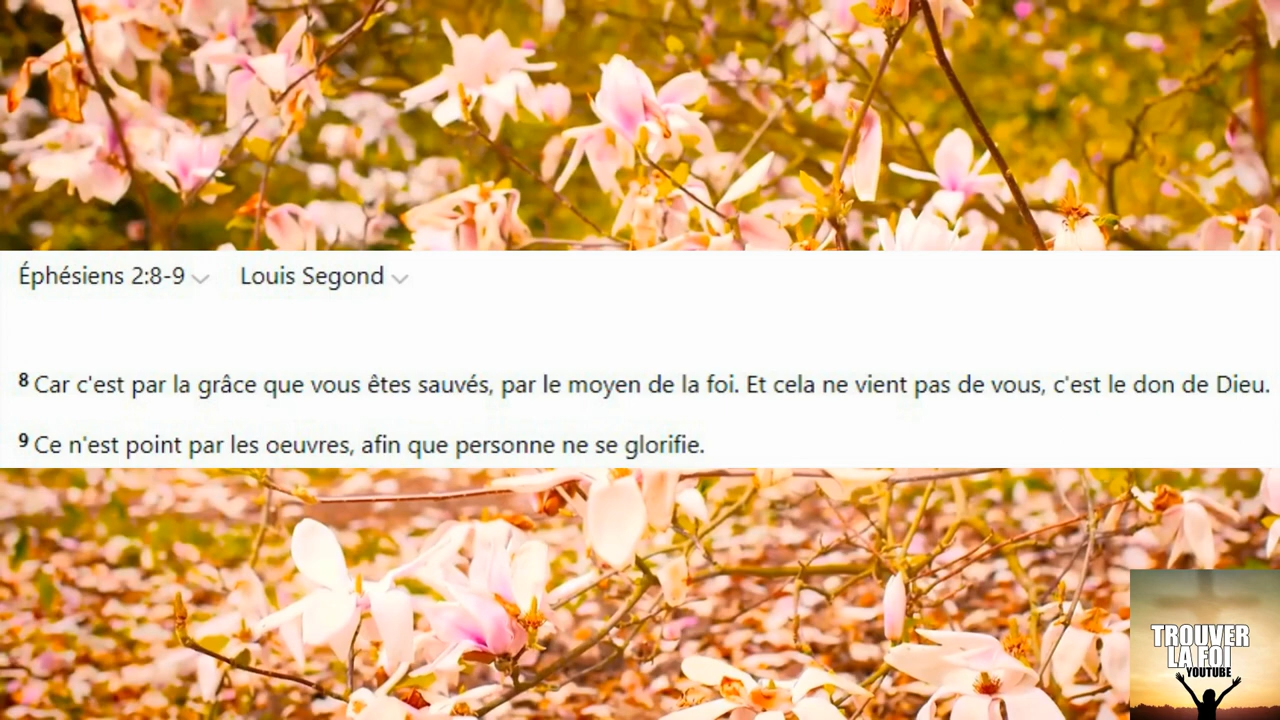 Éphésiens 2:8-9 Louis Segond
8 Car c'est par la grâce que vous êtes sauvés, par le moyen de la foi. Et cela ne vient pas de vous, c'est le don de Dieu.
9 Ce n'est point par les oeuvres, afin que personne ne se glorifie.
TROUVER
LA FOI
YOUTUBE